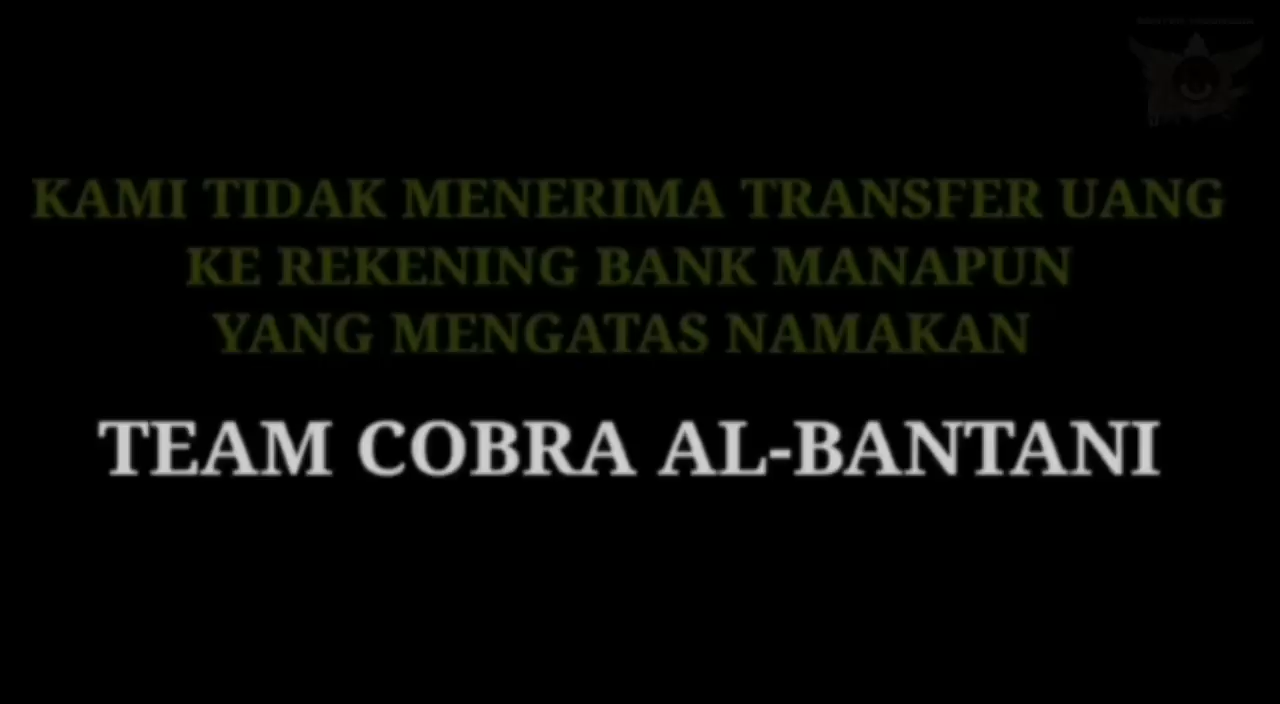 KAMI TIDAK MENERIMA TRANSFER UANG
KE REKENING BANK MANAPUN
YANG MENGATAS NAMAKAN
TEAM COBRA AL-BANTANI